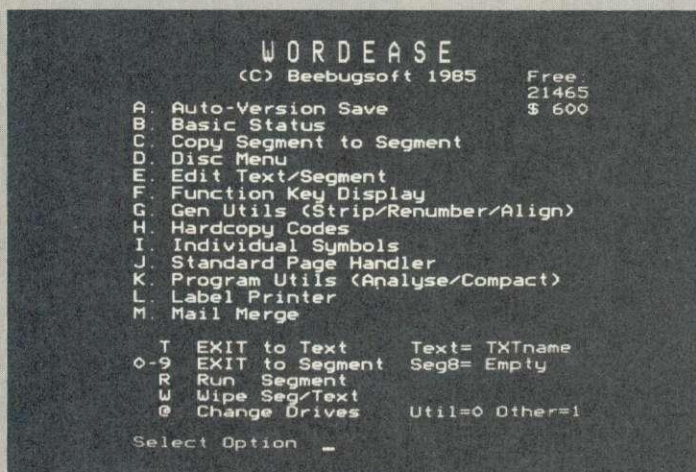 WORDEASE
(C) Beebugsoft 1985 Free.
21465
A. Auto-Version Save $ 600
B. Basic Status
C. Copy Segment to Segment
D. Disc Menu
E. Edit Text/Segment
F. Function Key Display
G. Gen Utils (Strip/Renumber/Align)
H. Hardcopy Codes
I. Individual Symbols
J. Standard Page Handler
K. Program Utils (Analyse/Compact)
L. Label Printer
M. Mail Merge
T EXIT to Text Text= TXTname
0-9 EXIT to Segment Seg8= Empty
R Run Segment
W Wipe Seg/Text
@ Change Drives Util=0 Other=1
Select Option _